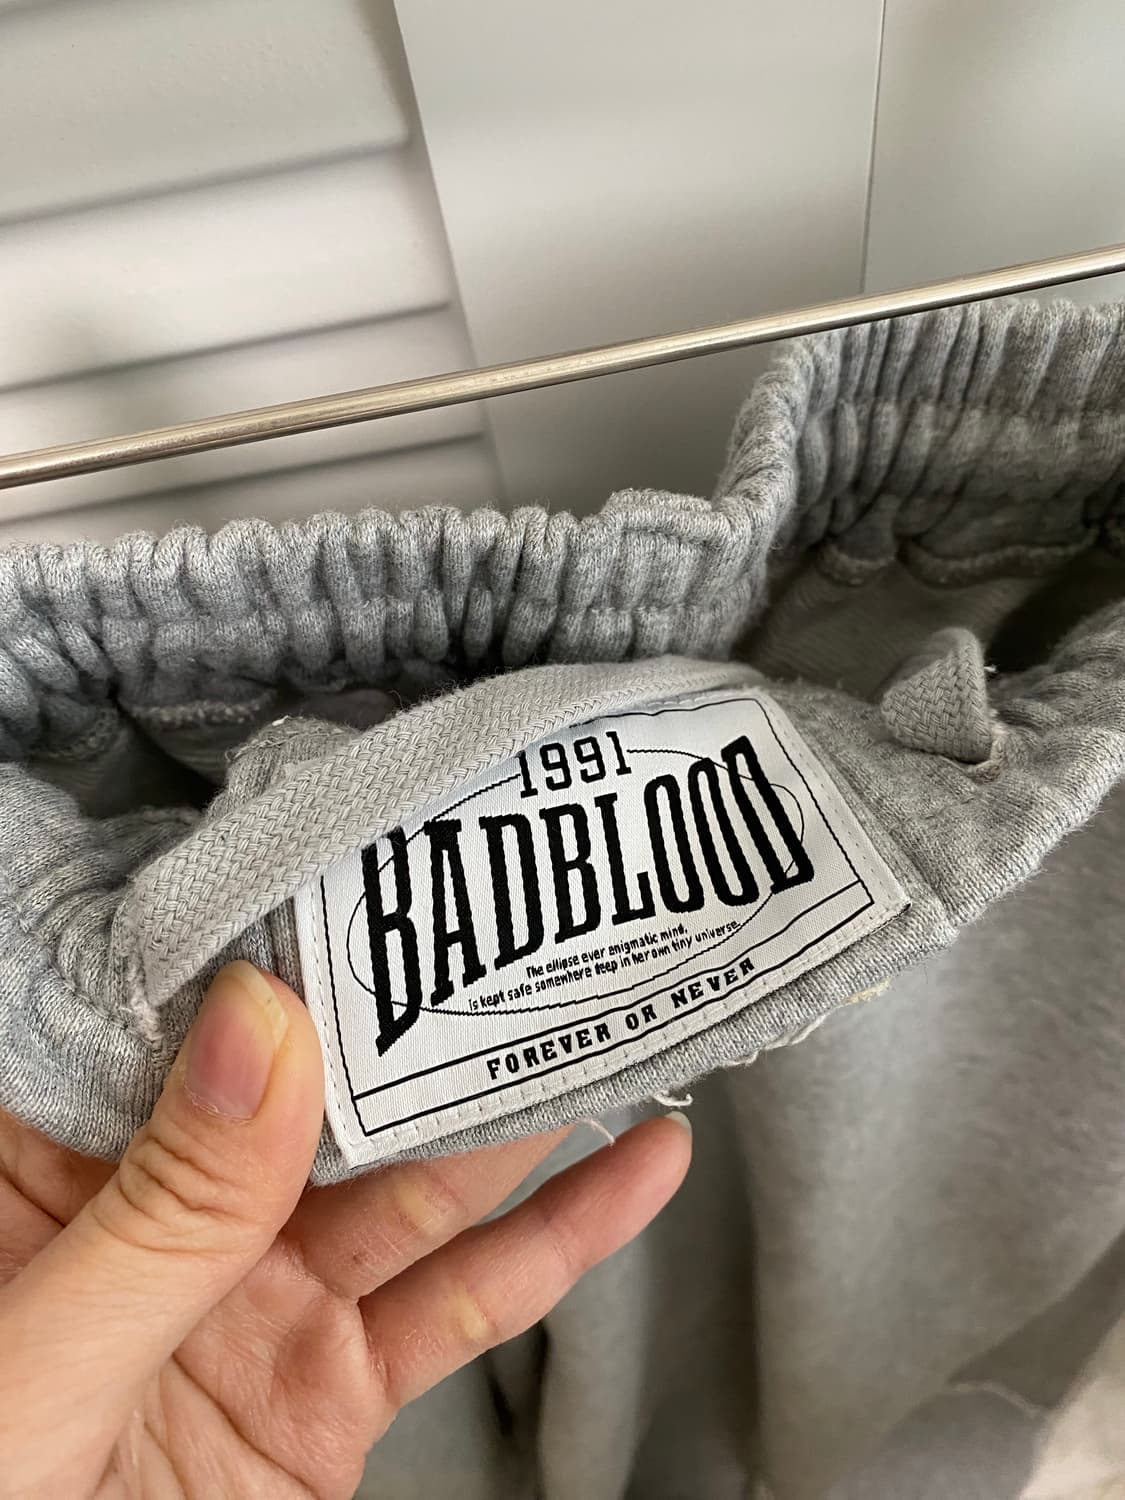 1991
BADBLOOD
The ellipse ever enigmatic mind,
is kept safe somewhere deep in her own tiny universe.
FOREVER OR NEVER